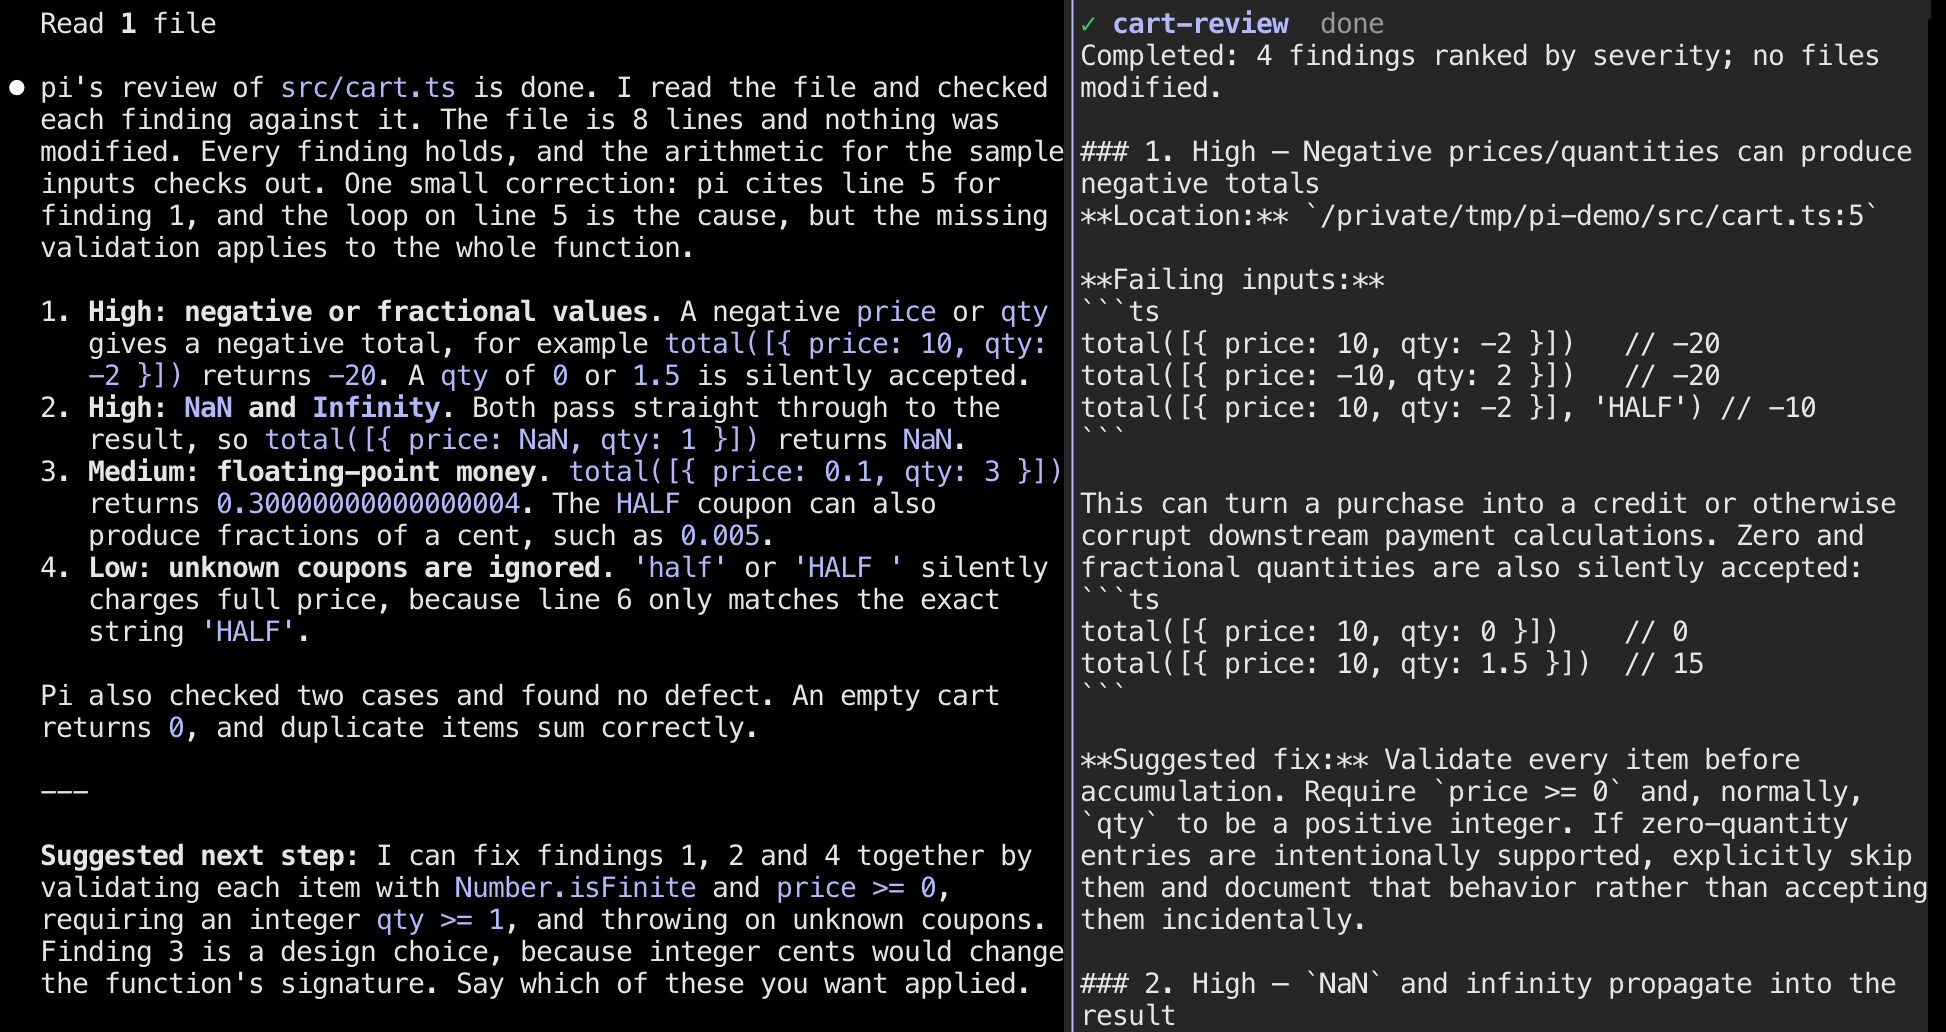 Read 1 file
● pi's review of src/cart.ts is done. I read the file and checked
each finding against it. The file is 8 lines and nothing was
modified. Every finding holds, and the arithmetic for the sample
inputs checks out. One small correction: pi cites line 5 for
finding 1, and the loop on line 5 is the cause, but the missing
validation applies to the whole function.
1. High: negative or fractional values. A negative price or qty
gives a negative total, for example total([{ price: 10, qty:
-2 }]) returns -20. A qty of 0 or 1.5 is silently accepted.
2. High: NaN and Infinity. Both pass straight through to the
result, so total([{ price: NaN, qty: 1 }]) returns NaN.
3. Medium: floating-point money. total([{ price: 0.1, qty: 3 }])
returns 0.30000000000000004. The HALF coupon can also
produce fractions of a cent, such as 0.005.
4. Low: unknown coupons are ignored. 'half' or 'HALF ' silently
charges full price, because line 6 only matches the exact
string 'HALF'.
Pi also checked two cases and found no defect. An empty cart
returns 0, and duplicate items sum correctly.
---
Suggested next step: I can fix findings 1, 2 and 4 together by
validating each item with Number.isFinite and price >= 0,
requiring an integer qty >= 1, and throwing on unknown coupons.
Finding 3 is a design choice, because integer cents would change
the function's signature. Say which of these you want applied.
✓ cart-review done
Completed: 4 findings ranked by severity; no files
modified.
### 1. High — Negative prices/quantities can produce
negative totals
**Location:** `/private/tmp/pi-demo/src/cart.ts:5`
**Failing inputs:**
```ts
total([{ price: 10, qty: -2 }])   // -20
total([{ price: -10, qty: 2 }])   // -20
total([{ price: 10, qty: -2 }], 'HALF') // -10
```
This can turn a purchase into a credit or otherwise
corrupt downstream payment calculations. Zero and
fractional quantities are also silently accepted:
```ts
total([{ price: 10, qty: 0 }])    // 0
total([{ price: 10, qty: 1.5 }])  // 15
```
**Suggested fix:** Validate every item before
accumulation. Require `price >= 0` and, normally,
`qty` to be a positive integer. If zero-quantity
entries are intentionally supported, explicitly skip
them and document that behavior rather than accepting
them incidentally.
### 2. High — `NaN` and infinity propagate into the
result